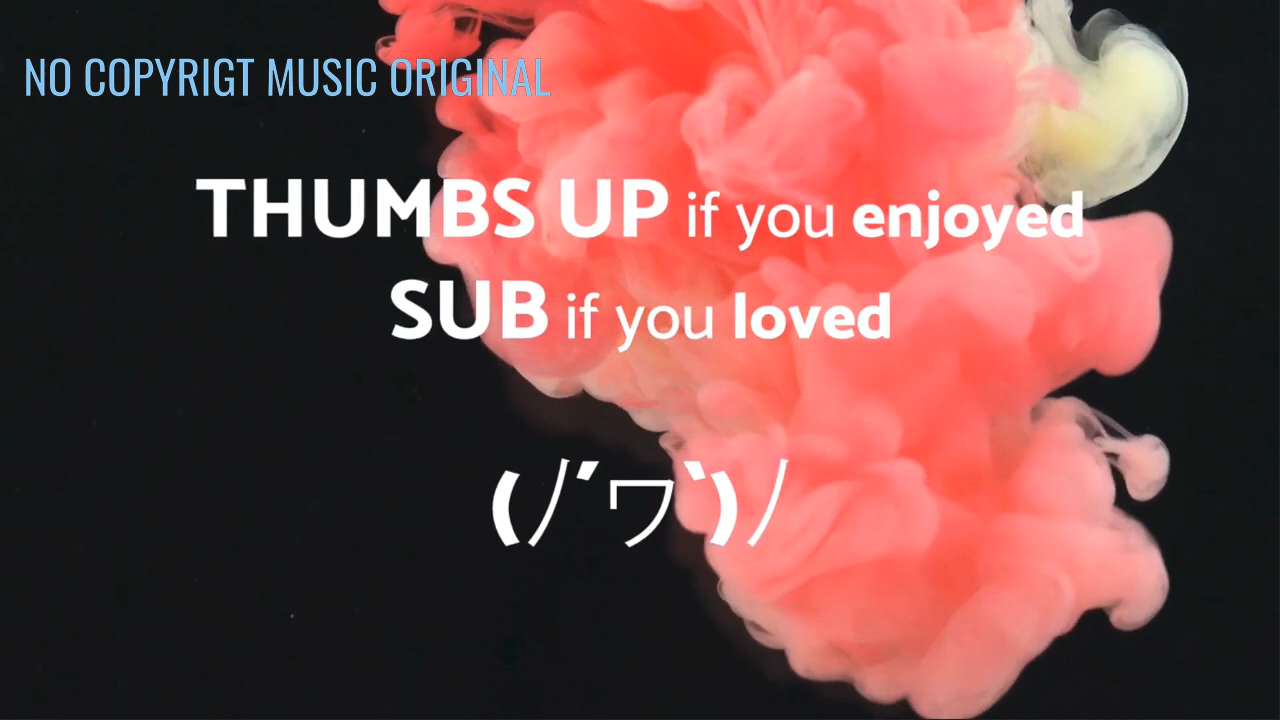 NO COPYRIGT MUSIC ORIGINAL
THUMBS UP if you enjoyed
SUB if you loved
(ﾉ´ヮ`)ﾉ